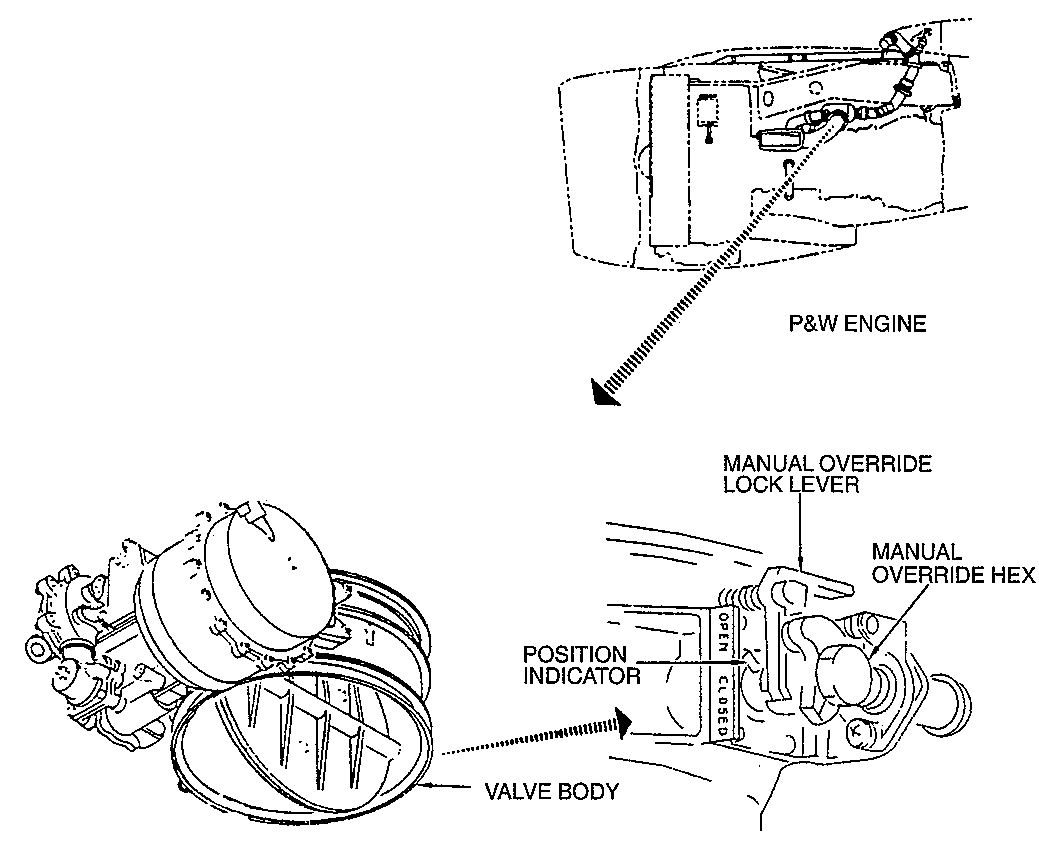 P&W ENGINE
MANUAL OVERRIDE
LOCK LEVER
MANUAL
OVERRIDE HEX
OPEN
POSITION
INDICATOR
CLOSED
VALVE BODY